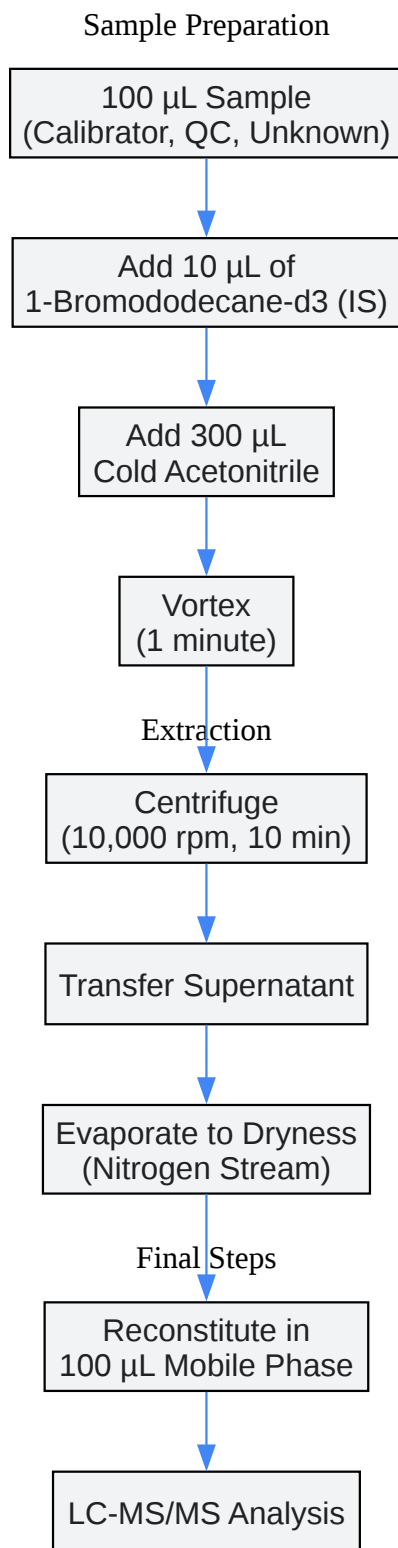 Sample Preparation
100 µL Sample
(Calibrator, QC, Unknown)
Add 10 µL of
1-Bromododecane-d3 (IS)
Add 300 µL
Cold Acetonitrile
Vortex
(1 minute)
Extraction
Centrifuge
(10,000 rpm, 10 min)
Transfer Supernatant
Evaporate to Dryness
(Nitrogen Stream)
Final Steps
Reconstitute in
100 µL Mobile Phase
LC-MS/MS Analysis